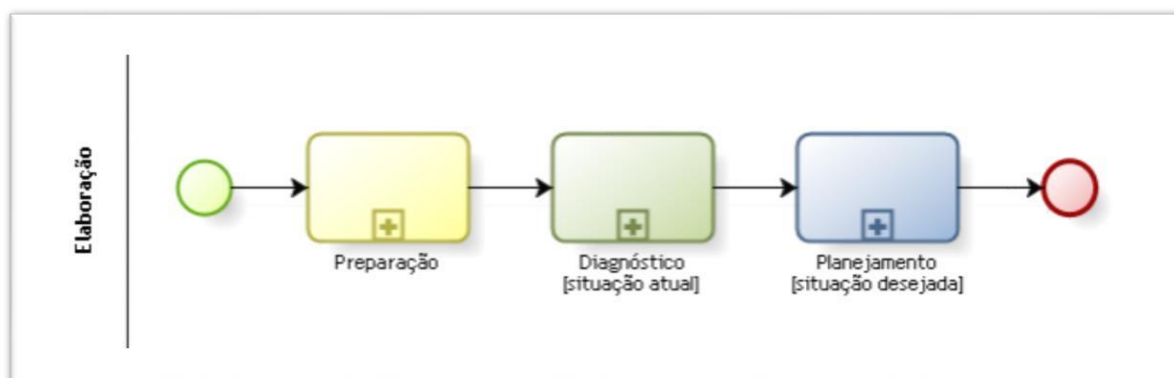 Elaboração
Preparação
Diagnóstico
[situação atual]
Planejamento
[situação desejada]